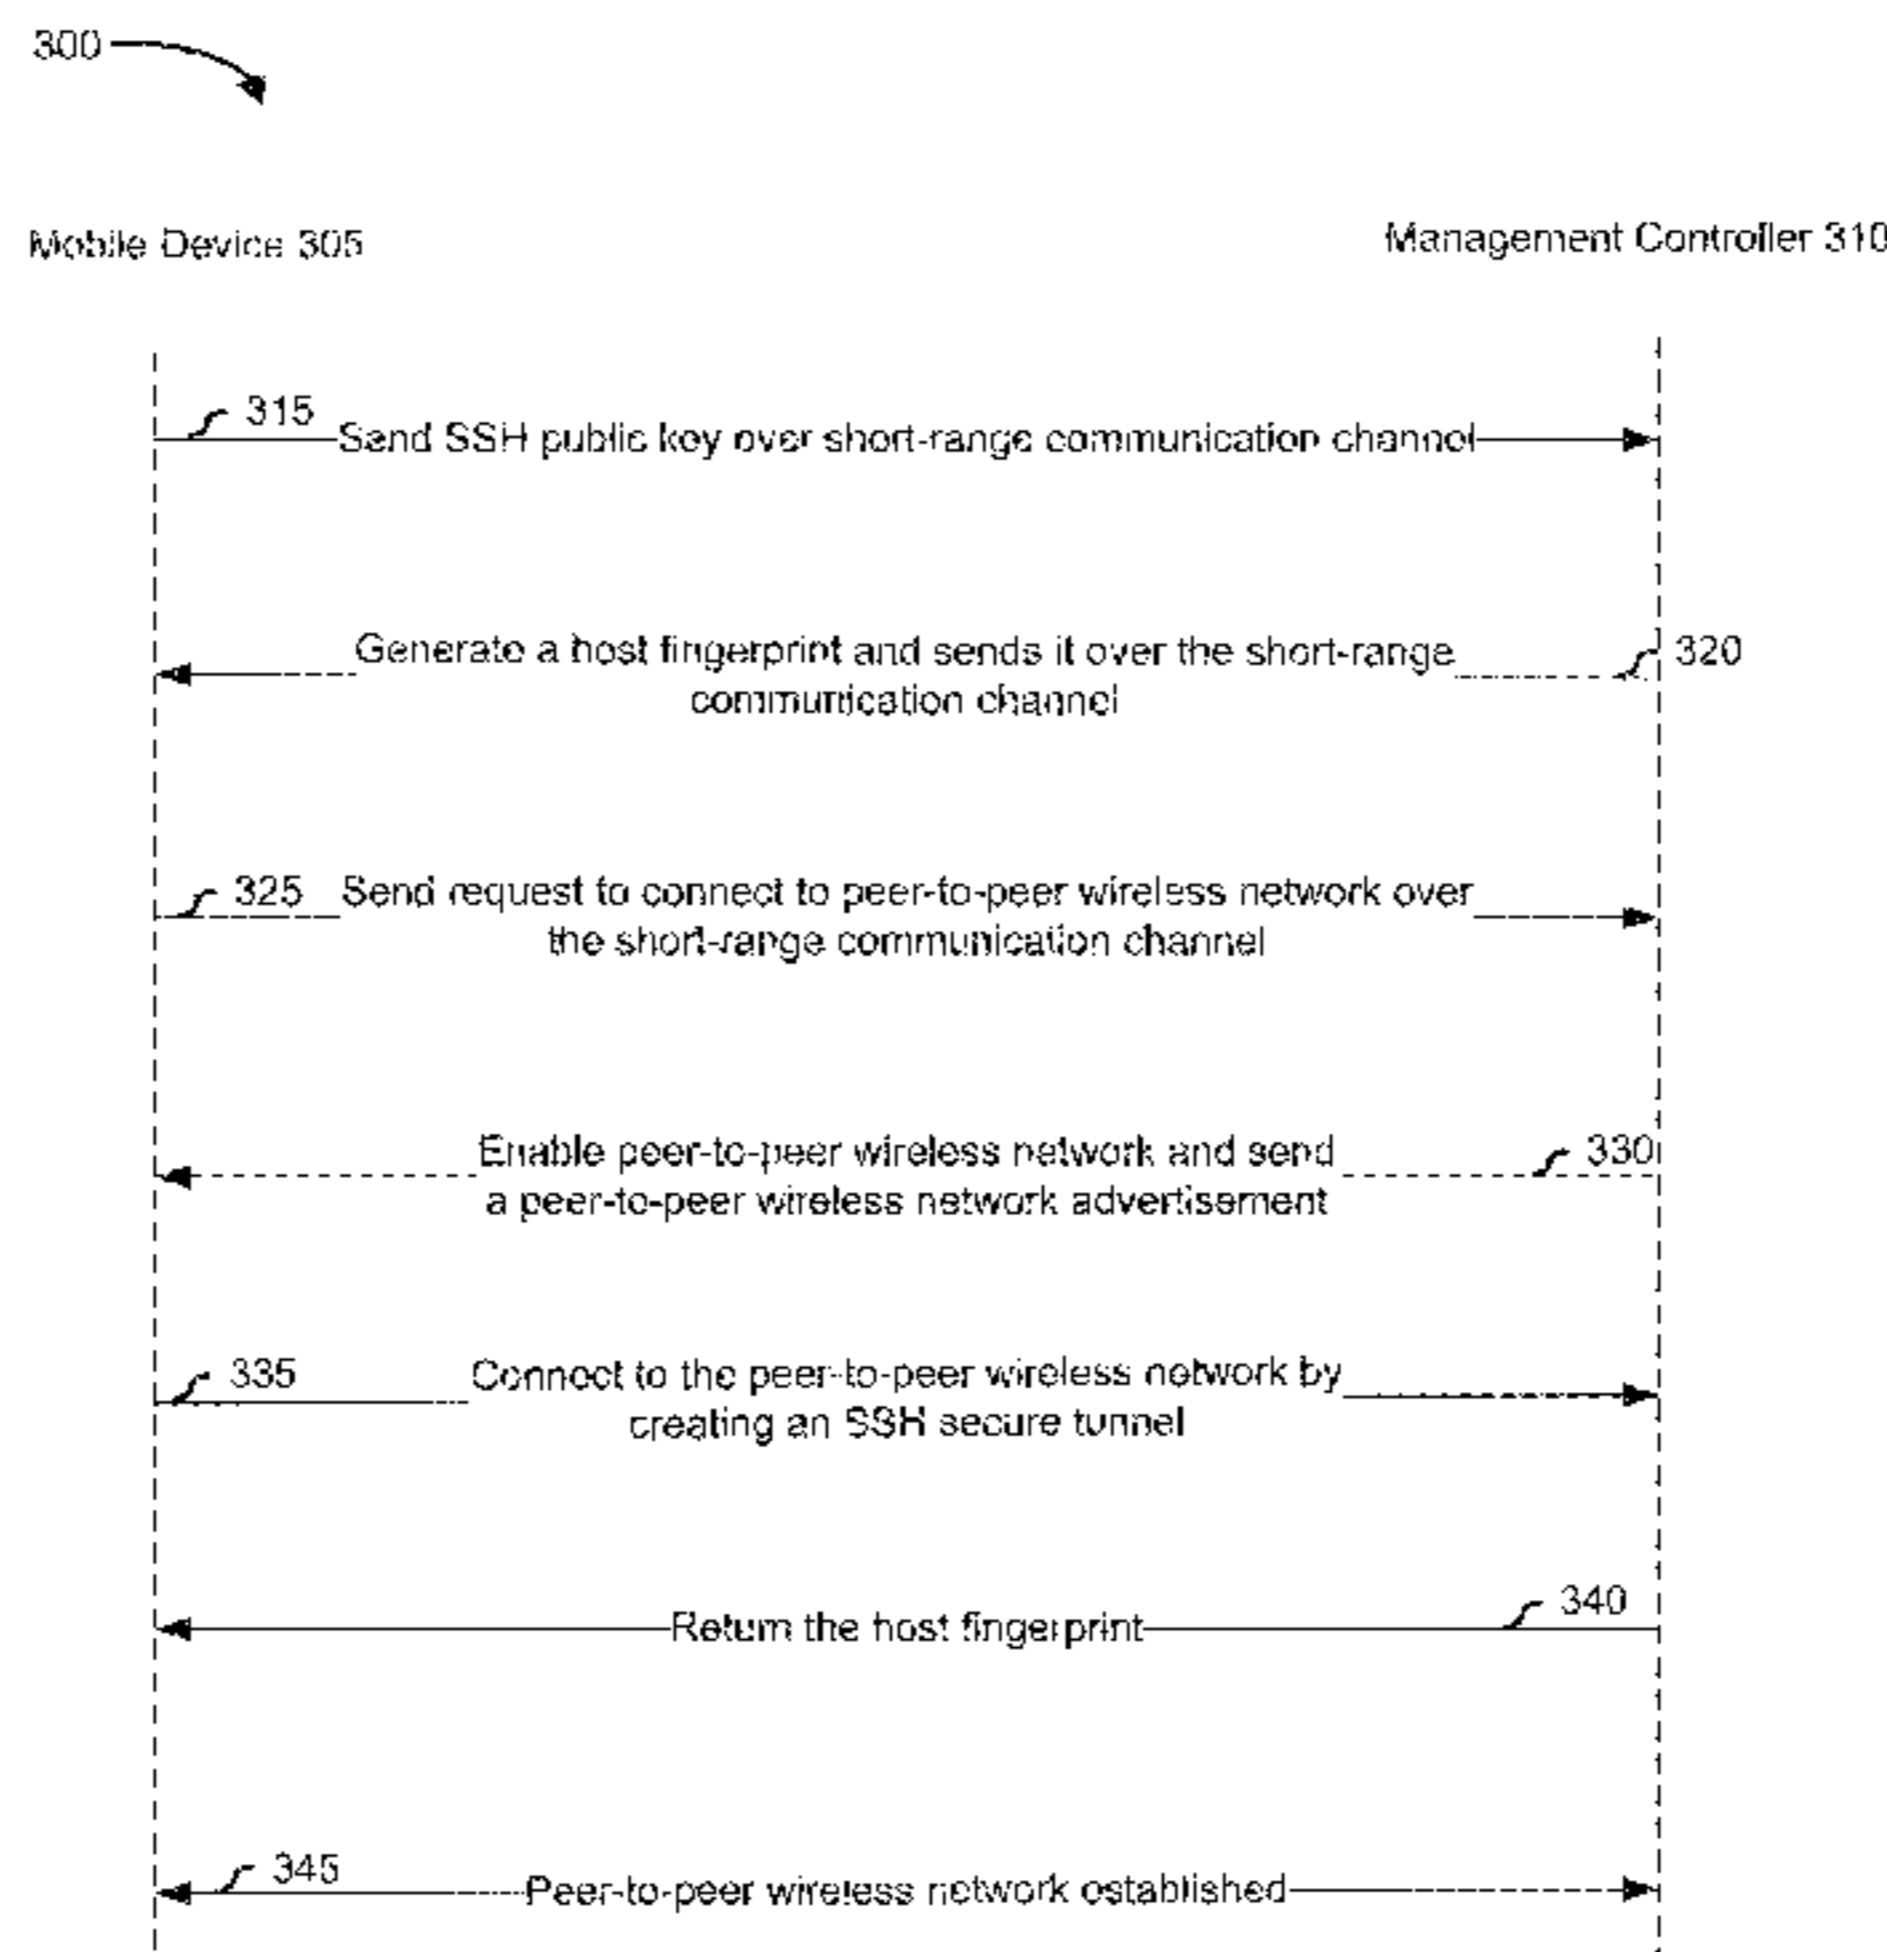 300
Mobile Device 305
Management Controller 310
315
Send SSH public key over short-range communication channel
Generate a host fingerprint and sends it over the short-range
320
communication channel
325
Send request to connect to peer-to-peer wireless network over
the short-range communication channel
Enable peer-to-peer wireless network and send
330
a peer-to-peer wireless network advertisement
335
Connect to the peer-to-peer wireless network by
creating an SSH secure tunnel
340
Return the host fingerprint
345
Peer-to-peer wireless network established